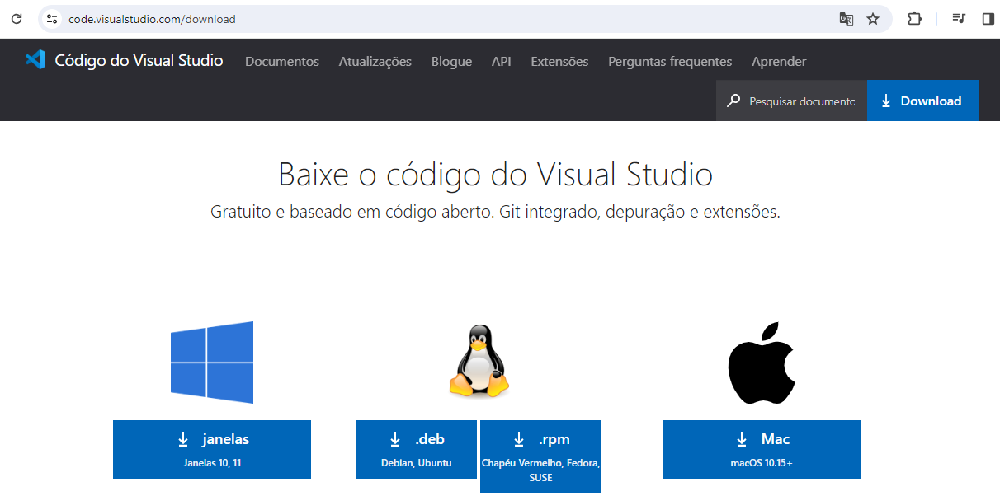 code.visualstudio.com/download
Código do Visual Studio
Documentos
Atualizações
Blogue
API
Extensões
Perguntas frequentes
Aprender
Pesquisar documento
Download
Baixe o código do Visual Studio
Gratuito e baseado em código aberto. Git integrado, depuração e extensões.
janelas
Janelas 10, 11
.deb
Debian, Ubuntu
.rpm
Chapéu Vermelho, Fedora,
SUSE
Mac
macOS 10.15+